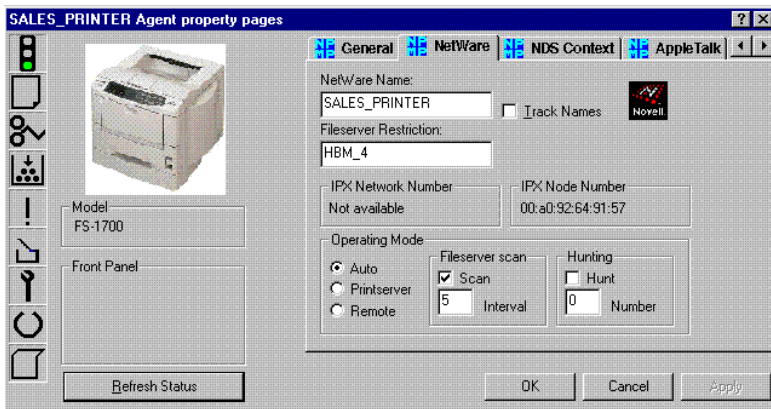 SALES_PRINTER Agent property pages
General NetWare NDS Context AppleTalk
NetWare Name:
SALES_PRINTER
Track Names
Novell
Fileserver Restriction:
HBM_4
IPX Network Number
Not available
IPX Node Number
00:a0:92:64:91:57
Model
FS-1700
Front Panel
Operating Mode
Auto
Printserver
Remote
Fileserver scan
Scan
5 Interval
Hunting
Hunt
0 Number
Refresh Status
OK Cancel Apply